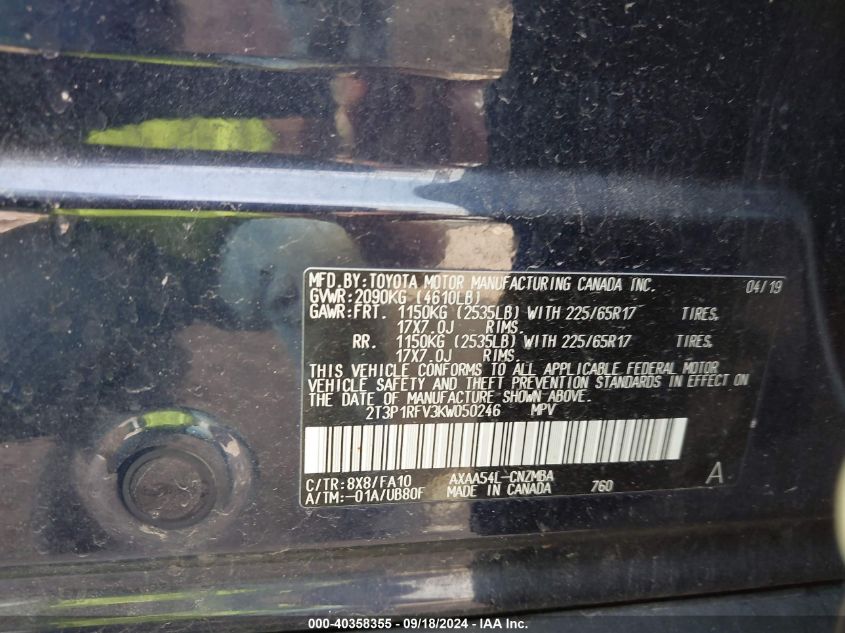 MFD.BY:TOYOTA MOTOR MANUFACTURING CANADA INC. 04/19
GVWR:2090KG (4610LB)
GAWR:FRT. 1150KG (2535LB) WITH 225/65R17 TIRES,
17X7.0J RIMS.
RR. 1150KG (2535LB) WITH 225/65R17 TIRES,
17X7.0J RIMS.
THIS VEHICLE CONFORMS TO ALL APPLICABLE FEDERAL MOTOR
VEHICLE SAFETY AND THEFT PREVENTION STANDARDS IN EFFECT ON
THE DATE OF MANUFACTURE SHOWN ABOVE.
2T3P1RFV3KW050246 MPV
C/TR:8X8/FA10 AXAA54L-CNZMBA A
A/TM:-01A/UB80F MADE IN CANADA 760
000-40358355 - 09/18/2024 - IAA Inc.